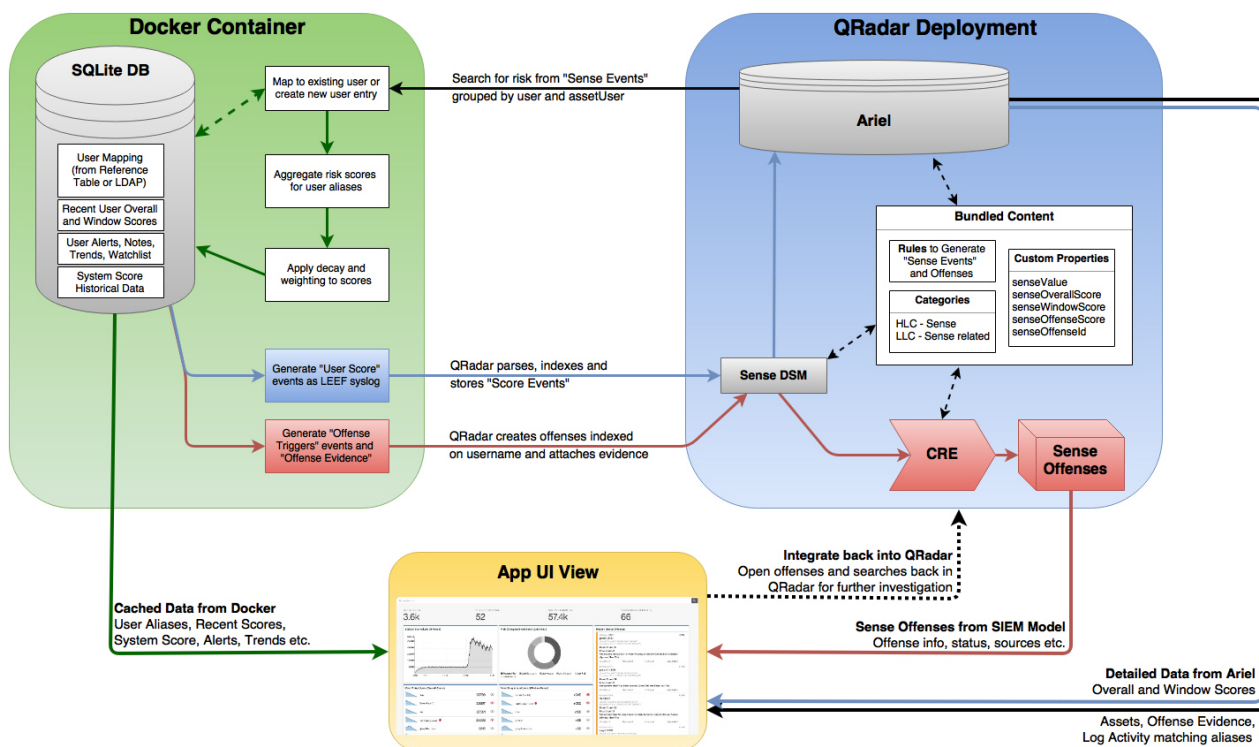 Docker Container
SQLite DB
User Mapping
(from Reference
Table or LDAP)
Recent User Overall
and Window Scores
User Alerts, Notes,
Trends, Watchlist
System Score
Historical Data
Map to existing user or
create new user entry
Aggregate risk scores
for user aliases
Apply decay and
weighting to scores
Generate "User Score"
events as LEEF syslog
Generate "Offense
Triggers" events and
"Offense Evidence"
Search for risk from "Sense Events"
grouped by user and assetUser
QRadar parses, indexes and
stores "Score Events"
QRadar creates offenses indexed
on username and attaches evidence
QRadar Deployment
Ariel
Bundled Content
Rules to Generate
"Sense Events"
and Offenses
Categories
HLC - Sense
LLC - Sense related
Custom Properties
senseValue
senseOverallScore
senseWindowScore
senseOffenseScore
senseOffenseId
Sense DSM
CRE
Sense
Offenses
Integrate back into QRadar
Open offenses and searches back in
QRadar for further investigation
App UI View
3.6k
52
57.4k
66
Cached Data from Docker
User Aliases, Recent Scores,
System Score, Alerts, Trends etc.
Sense Offenses from SIEM Model
Offense info, status, sources etc.
Detailed Data from Ariel
Overall and Window Scores
Assets, Offense Evidence,
Log Activity matching aliases